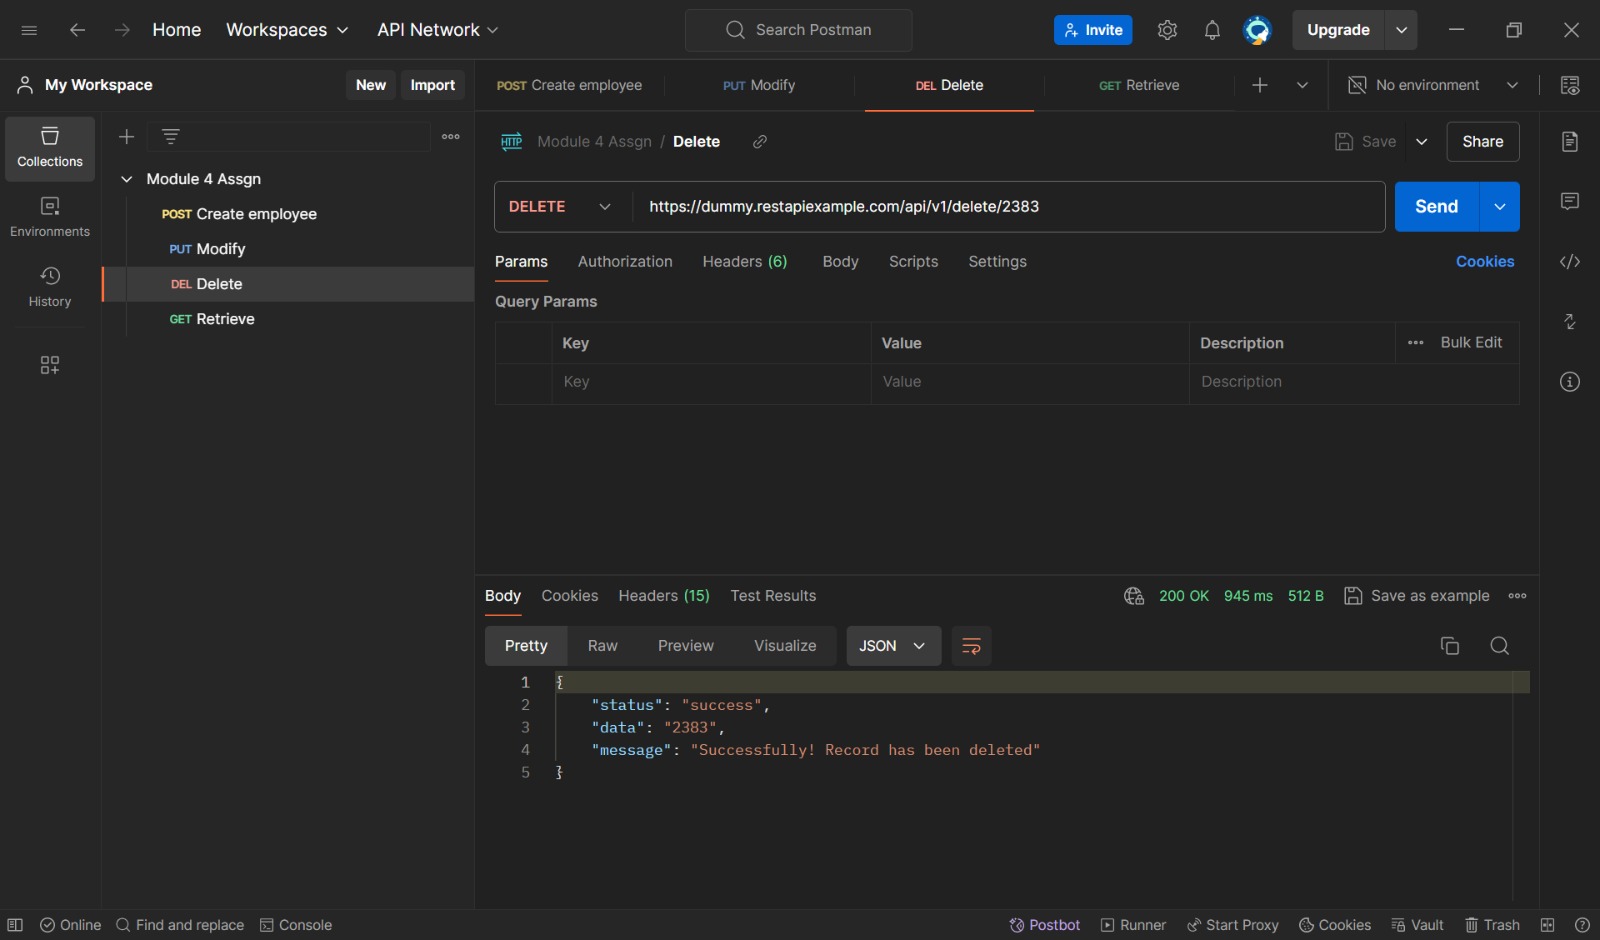 Home Workspaces API Network Search Postman Invite Upgrade
My Workspace New Import
POST Create employee PUT Modify DEL Delete GET Retrieve No environment
Collections
Environments
History
Module 4 Assgn
POST Create employee
PUT Modify
DEL Delete
GET Retrieve
HTTP Module 4 Assgn / Delete Save Share
DELETE https://dummy.restapiexample.com/api/v1/delete/2383 Send
Params Authorization Headers (6) Body Scripts Settings Cookies
Query Params
Key Value Description Bulk Edit
Key Value Description
Body Cookies Headers (15) Test Results 200 OK 945 ms 512 B Save as example
Pretty Raw Preview Visualize JSON
1 {
2 "status": "success",
3 "data": "2383",
4 "message": "Successfully! Record has been deleted"
5 }
Online Find and replace Console Postbot Runner Start Proxy Cookies Vault Trash